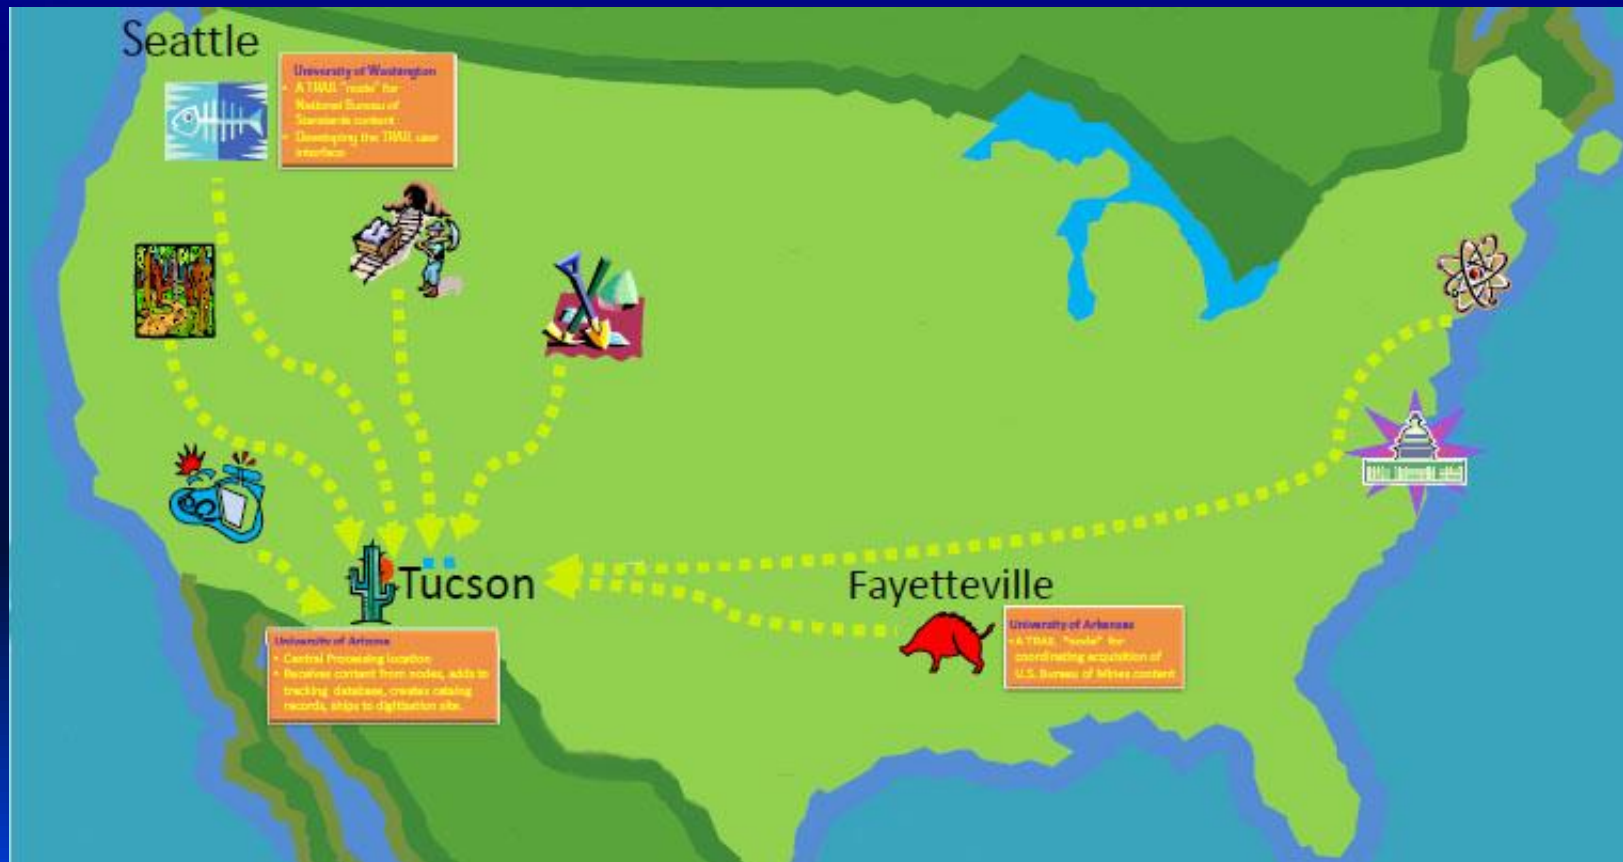 Seattle
University of Washington
• A TRAIL "node" for
National Bureau of
Standards content
• Developing the TRAIL user
interface
Tucson
University of Arizona
• Central Processing location
• Receives content from nodes, adds to
tracking database, creates catalog
records, ships to digitization site.
Fayetteville
University of Arkansas
• A TRAIL "node" for
coordinating acquisition of
U.S. Bureau of Mines content